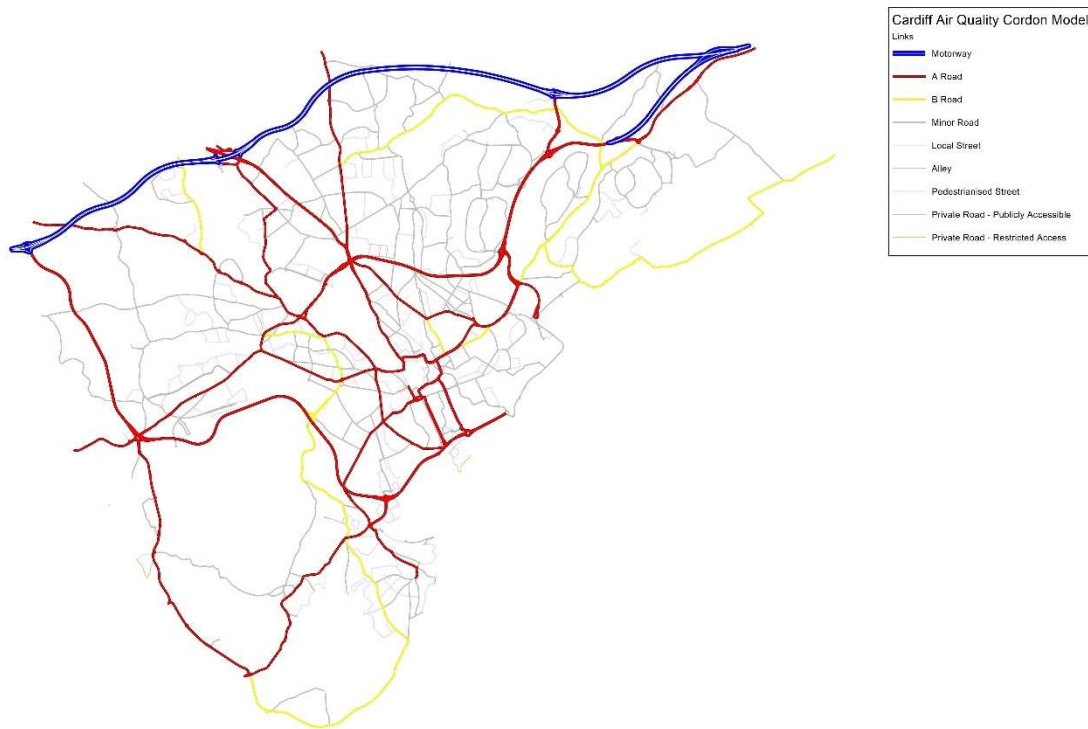 Cardiff Air Quality Cordon Model
Links
Motorway
A Road
B Road
Minor Road
Local Street
Alley
Pedestrianised Street
Private Road - Publicly Accessible
Private Road - Restricted Access